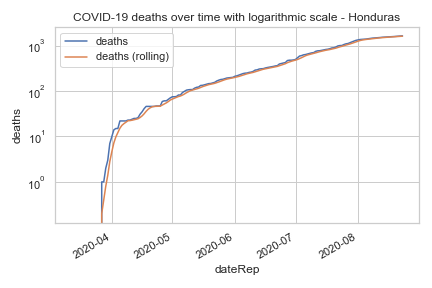 COVID-19 deaths over time with logarithmic scale - Honduras
deaths
deaths (rolling)
10³
10²
10¹
10⁰
deaths
2020-04
2020-05
2020-06
2020-07
2020-08
dateRep